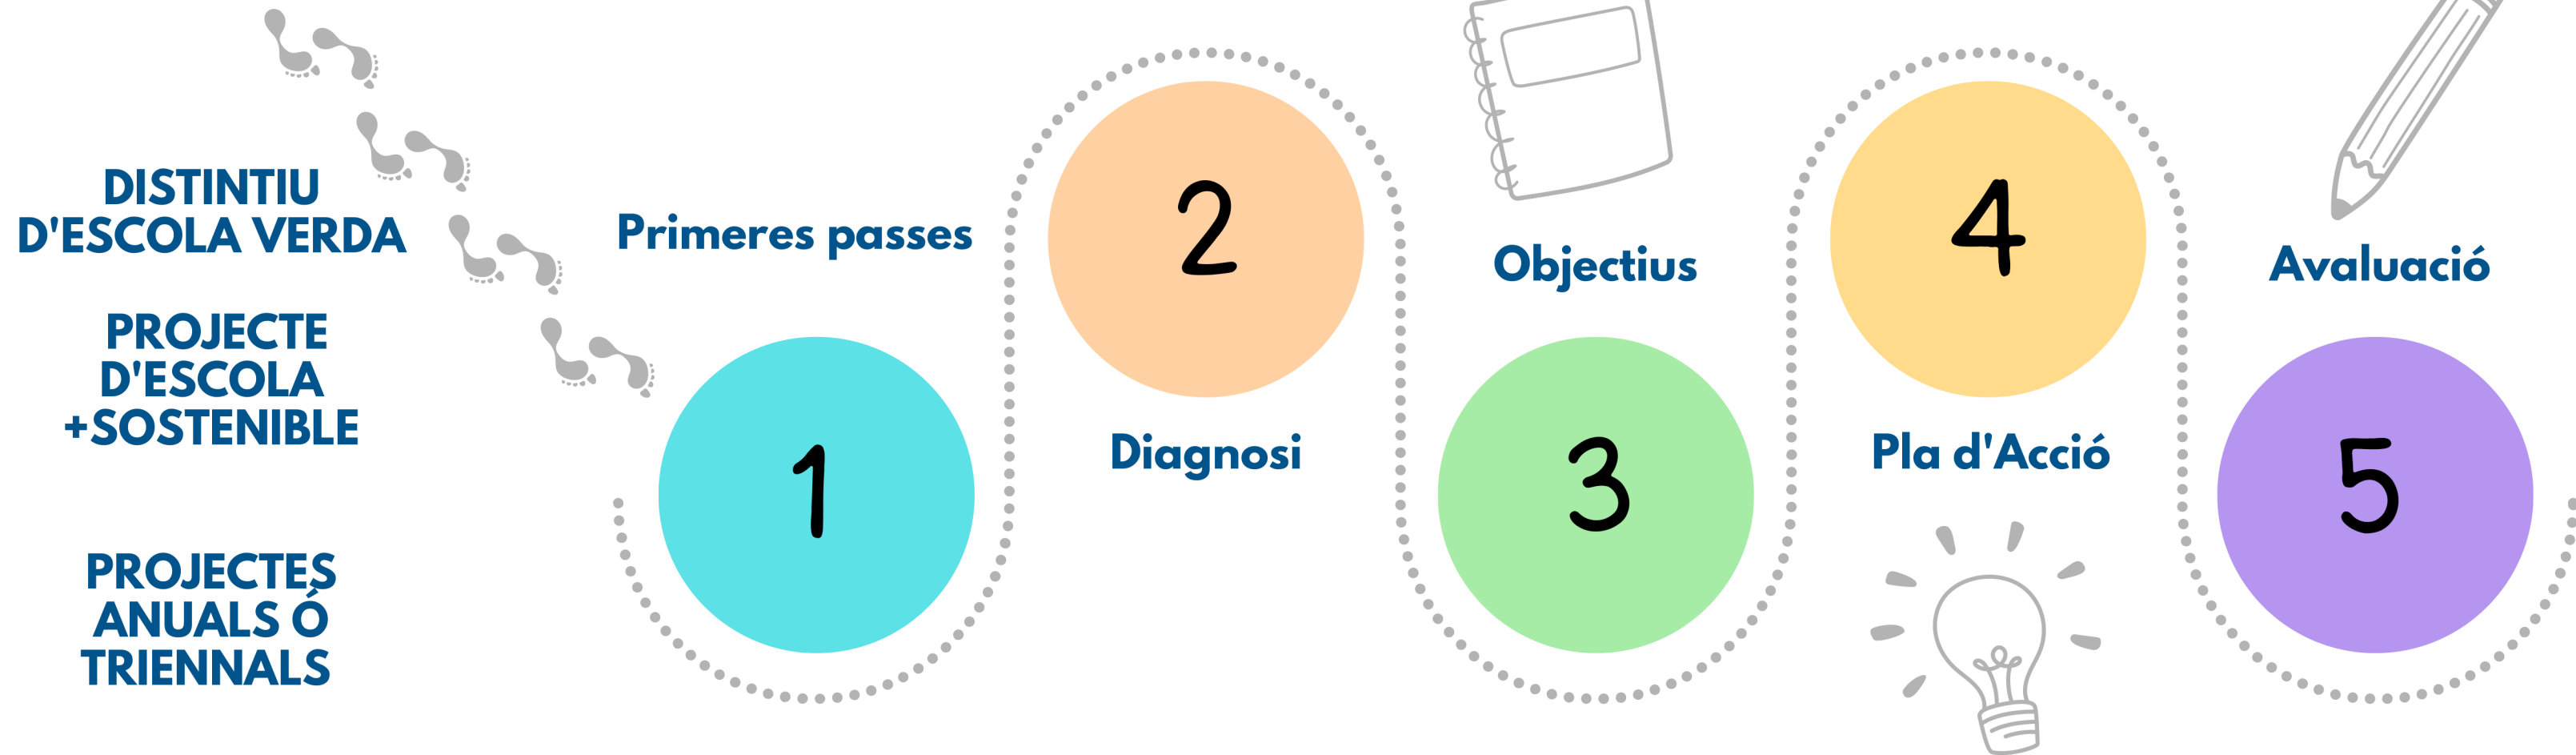 DISTINTIU
D'ESCOLA VERDA
PROJECTE
D'ESCOLA
+SOSTENIBLE
PROJECTES
ANUALS Ó
TRIENNALS
Primeres passes
1
2
Diagnosi
Objectius
3
4
Pla d'Acció
Avaluació
5